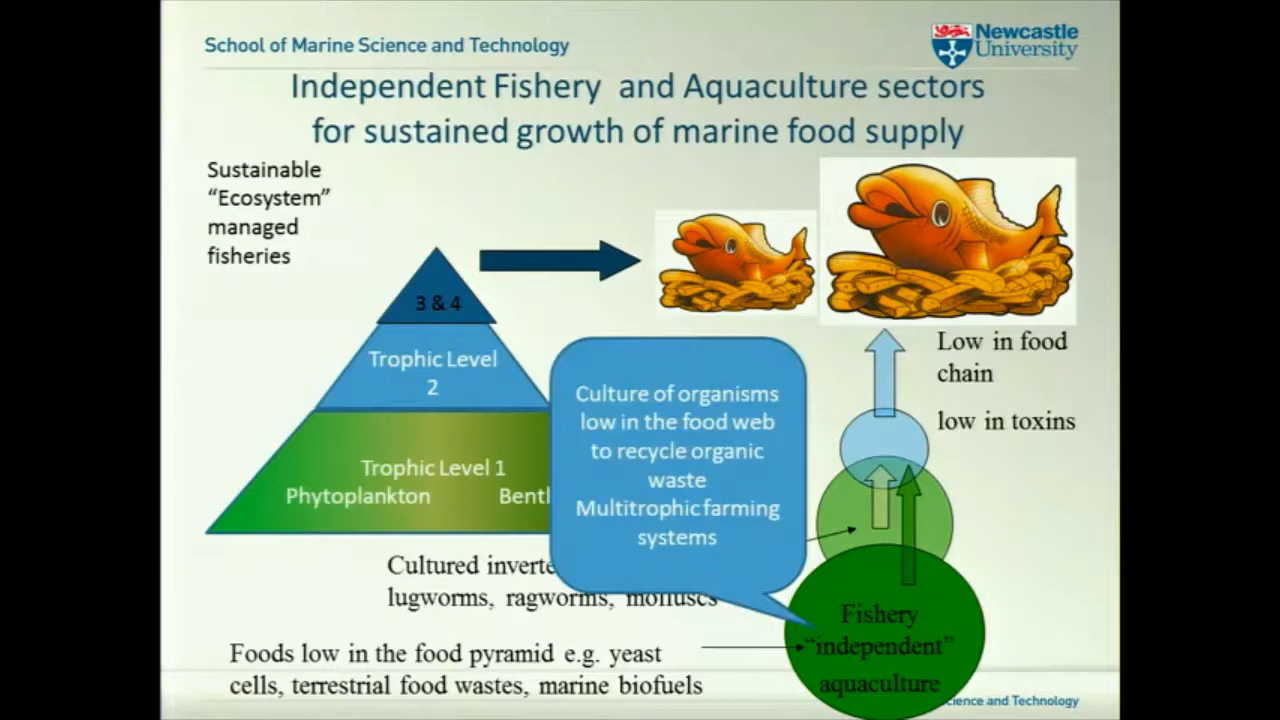 School of Marine Science and Technology
Newcastle
University
Independent Fishery and Aquaculture sectors
for sustained growth of marine food supply
Sustainable
“Ecosystem”
managed
fisheries
3 & 4
Trophic Level
2
Trophic Level 1
Phytoplankton
Bentl
Culture of organisms
low in the food web
to recycle organic
waste
Multitrophic farming
systems
Low in food
chain
low in toxins
Cultured inverte
lugworms, ragworms, molluscs
Foods low in the food pyramid e.g. yeast
cells, terrestrial food wastes, marine biofuels
Fishery
“independent”
aquaculture
cience and Technology